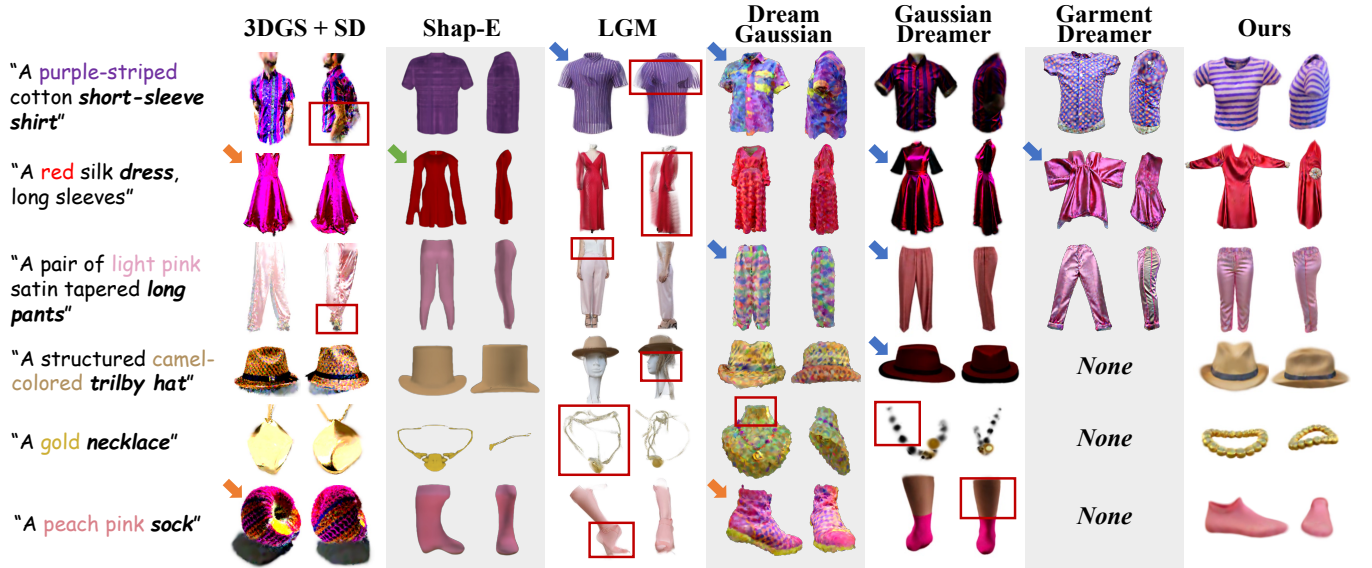 3DGS + SD
Shap-E
LGM
Dream
Gaussian
Gaussian
Dreamer
Garment
Dreamer
Ours
“A purple-striped
cotton short-sleeve
shirt”
“A red silk dress,
long sleeves”
“A pair of light pink
satin tapered long
pants”
“A structured camel-
colored trilby hat”
None
“A gold necklace”
None
“A peach pink sock”
None